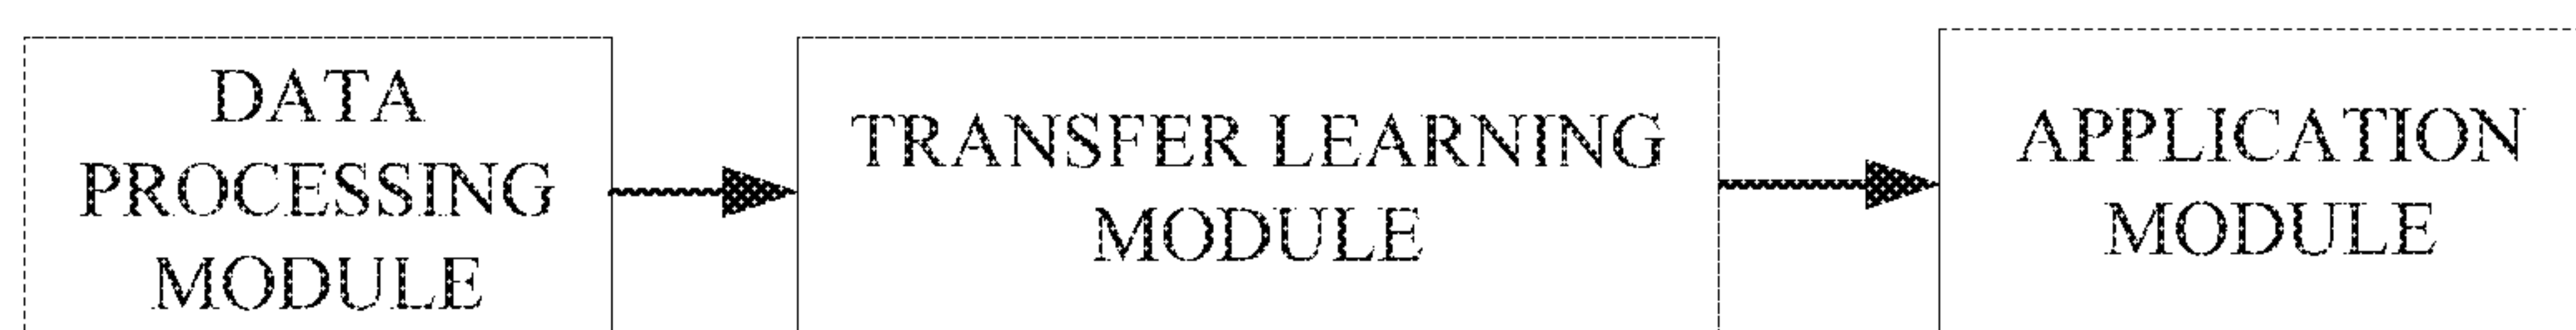 DATA
PROCESSING
MODULE
TRANSFER LEARNING
MODULE
APPLICATION
MODULE